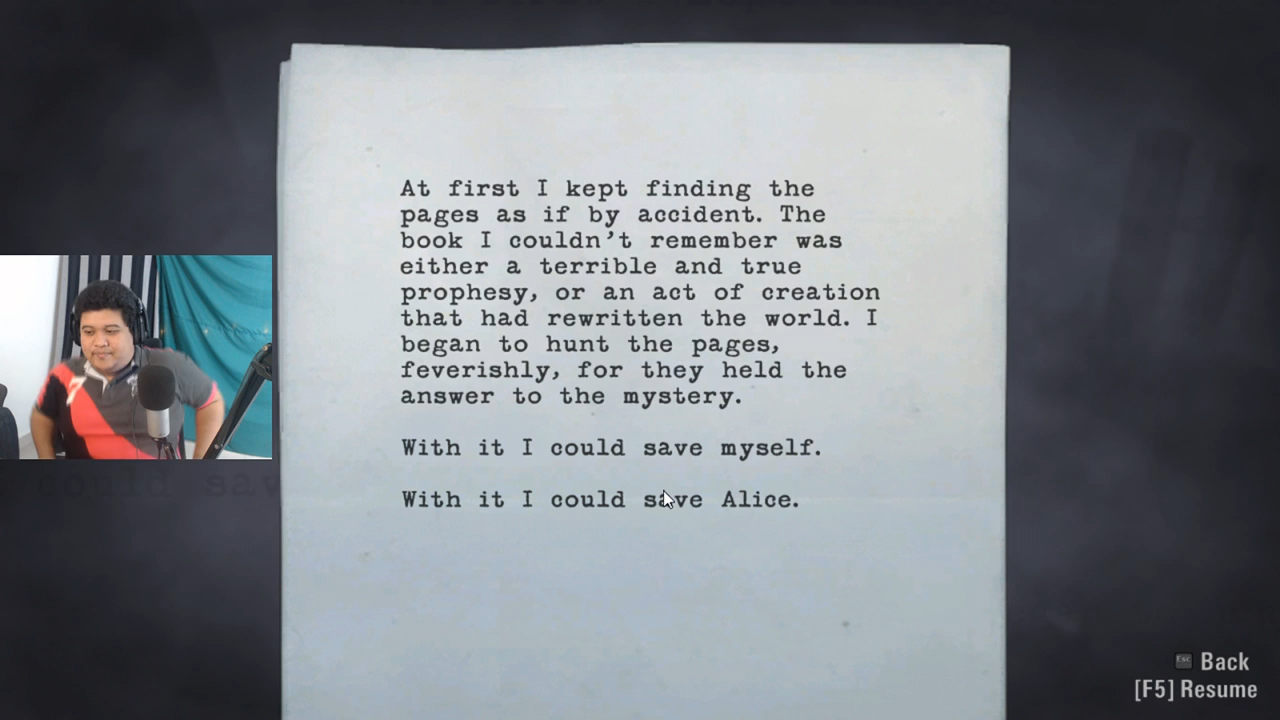 At first I kept finding the
pages as if by accident. The
book I couldn't remember was
either a terrible and true
prophesy, or an act of creation
that had rewritten the world. I
began to hunt the pages,
feverishly, for they held the
answer to the mystery.
With it I could save myself.
With it I could save Alice.
could sav
Esc Back
[F5] Resume